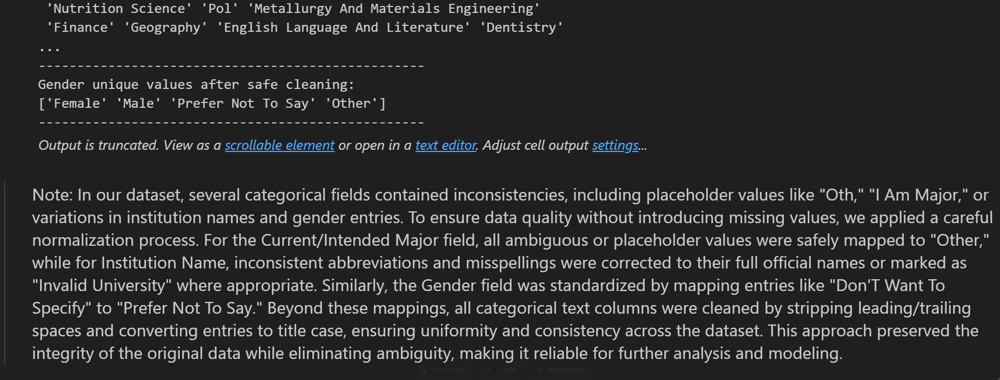 'Nutrition Science' 'Pol' 'Metallurgy And Materials Engineering'
'Finance' 'Geography' 'English Language And Literature' 'Dentistry'
...
--------------------------------------------------
Gender unique values after safe cleaning:
['Female' 'Male' 'Prefer Not To Say' 'Other']
--------------------------------------------------
Output is truncated. View as a scrollable element or open in a text editor. Adjust cell output settings...
Note: In our dataset, several categorical fields contained inconsistencies, including placeholder values like "Oth," "I Am Major," or
variations in institution names and gender entries. To ensure data quality without introducing missing values, we applied a careful
normalization process. For the Current/Intended Major field, all ambiguous or placeholder values were safely mapped to "Other,"
while for Institution Name, inconsistent abbreviations and misspellings were corrected to their full official names or marked as
"Invalid University" where appropriate. Similarly, the Gender field was standardized by mapping entries like "Don'T Want To
Specify" to "Prefer Not To Say." Beyond these mappings, all categorical text columns were cleaned by stripping leading/trailing
spaces and converting entries to title case, ensuring uniformity and consistency across the dataset. This approach preserved the
integrity of the original data while eliminating ambiguity, making it reliable for further analysis and modeling.
Generate + Code + Markdown